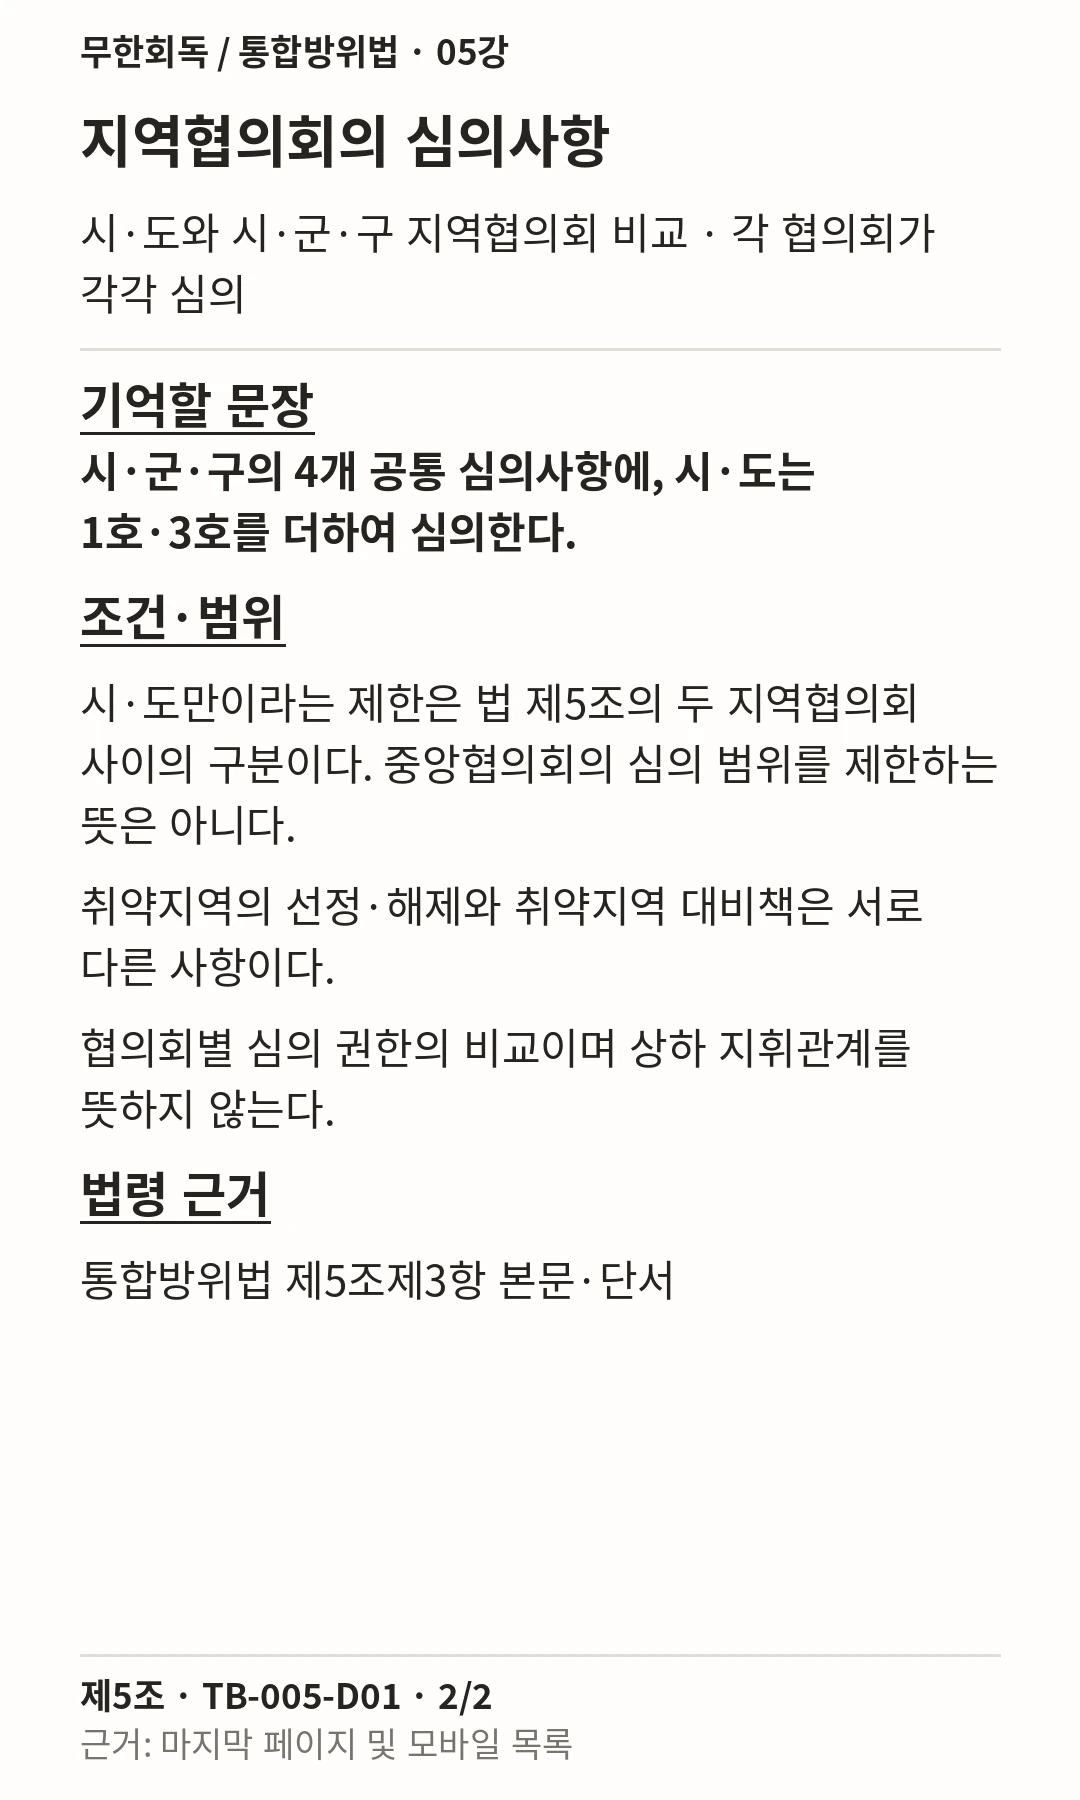 무한회독 / 통합방위법 · 05강
지역협의회의 심의사항
시·도와 시·군·구 지역협의회 비교 · 각 협의회가
각각 심의
기억할 문장
시·군·구의 4개 공통 심의사항에, 시·도는
1호·3호를 더하여 심의한다.
조건·범위
시·도만이라는 제한은 법 제5조의 두 지역협의회
사이의 구분이다. 중앙협의회의 심의 범위를 제한하는
뜻은 아니다.
취약지역의 선정·해제와 취약지역 대비책은 서로
다른 사항이다.
협의회별 심의 권한의 비교이며 상하 지휘관계를
뜻하지 않는다.
법령 근거
통합방위법 제5조제3항 본문·단서
제5조 · TB-005-D01 · 2/2
근거: 마지막 페이지 및 모바일 목록